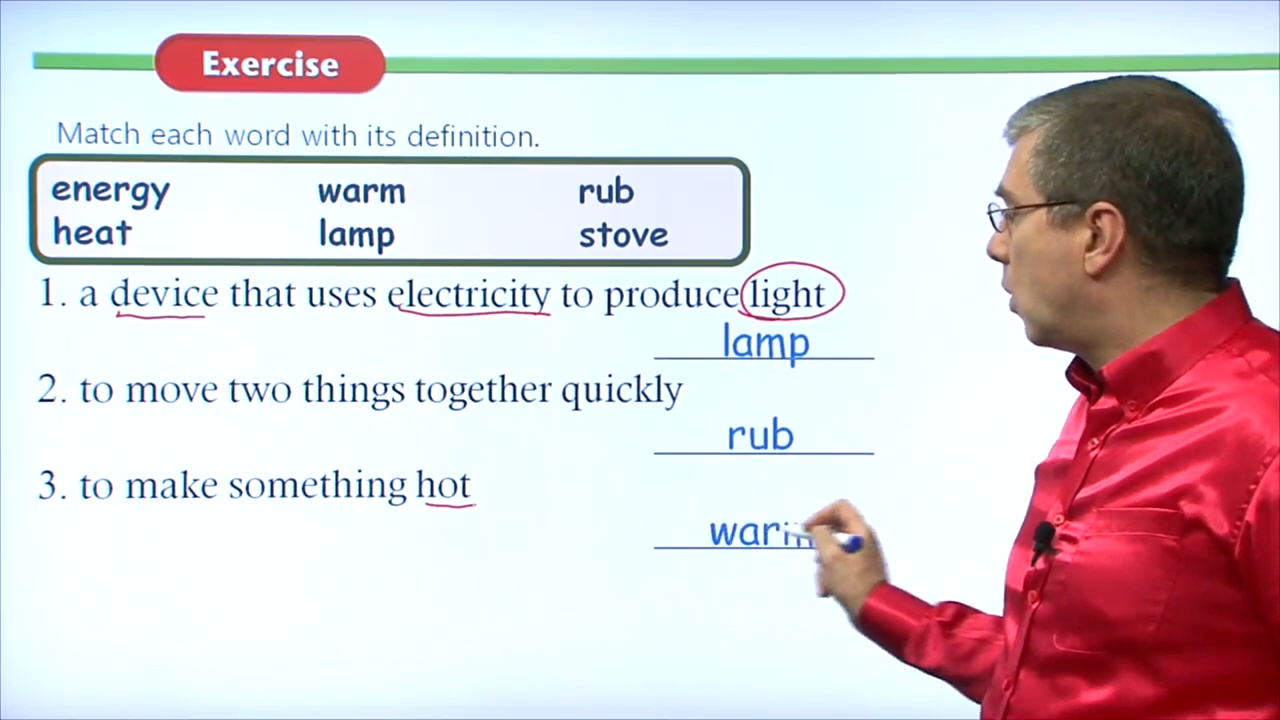 Exercise
Match each word with its definition.
energy warm rub
heat lamp stove
1. a device that uses electricity to produce light
lamp
2. to move two things together quickly
rub
3. to make something hot
warm